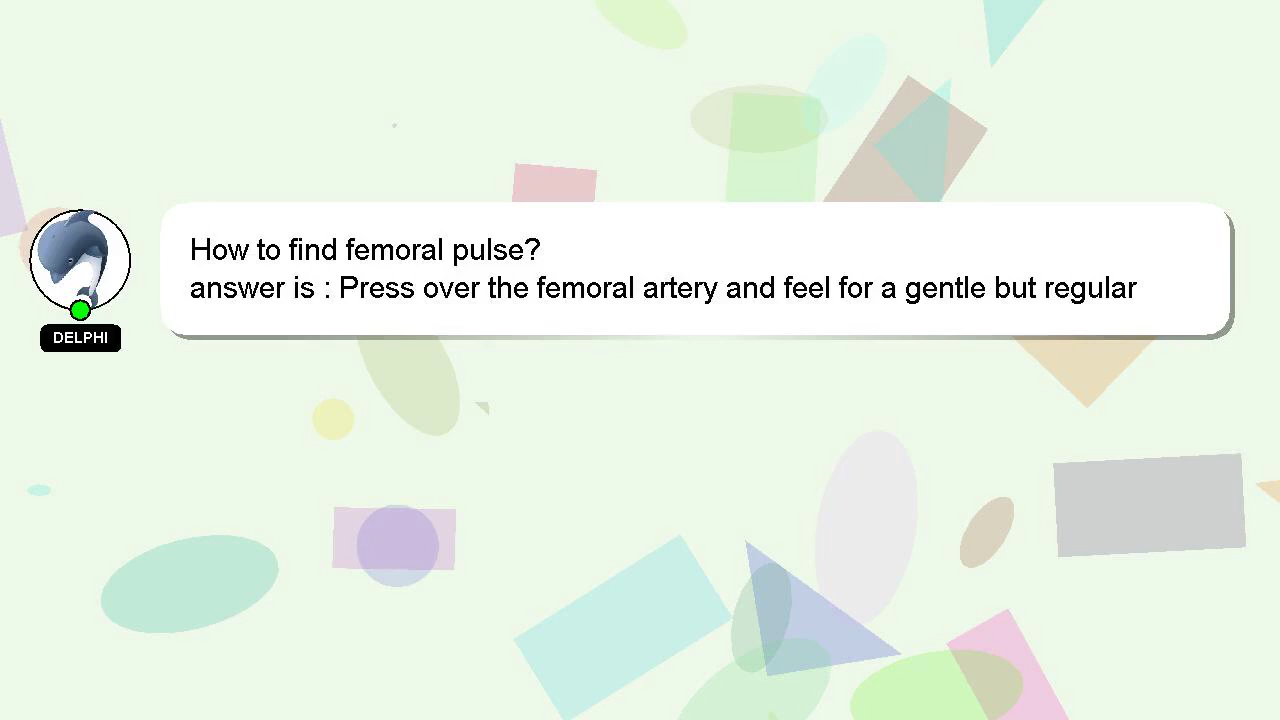 How to find femoral pulse?
answer is : Press over the femoral artery and feel for a gentle but regular
DELPHI